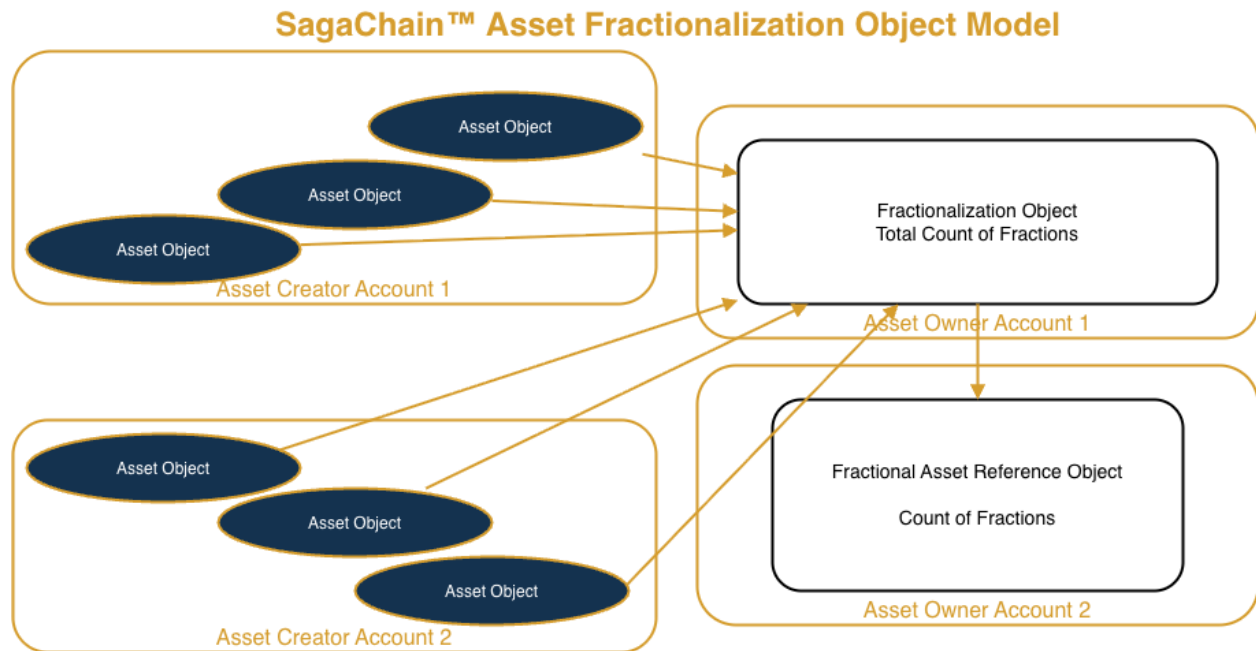 SagaChain™ Asset Fractionalization Object Model
Asset Object
Asset Object
Asset Object
Asset Creator Account 1
Fractionalization Object
Total Count of Fractions
Asset Owner Account 1
Asset Object
Asset Object
Asset Object
Asset Creator Account 2
Fractional Asset Reference Object
Count of Fractions
Asset Owner Account 2